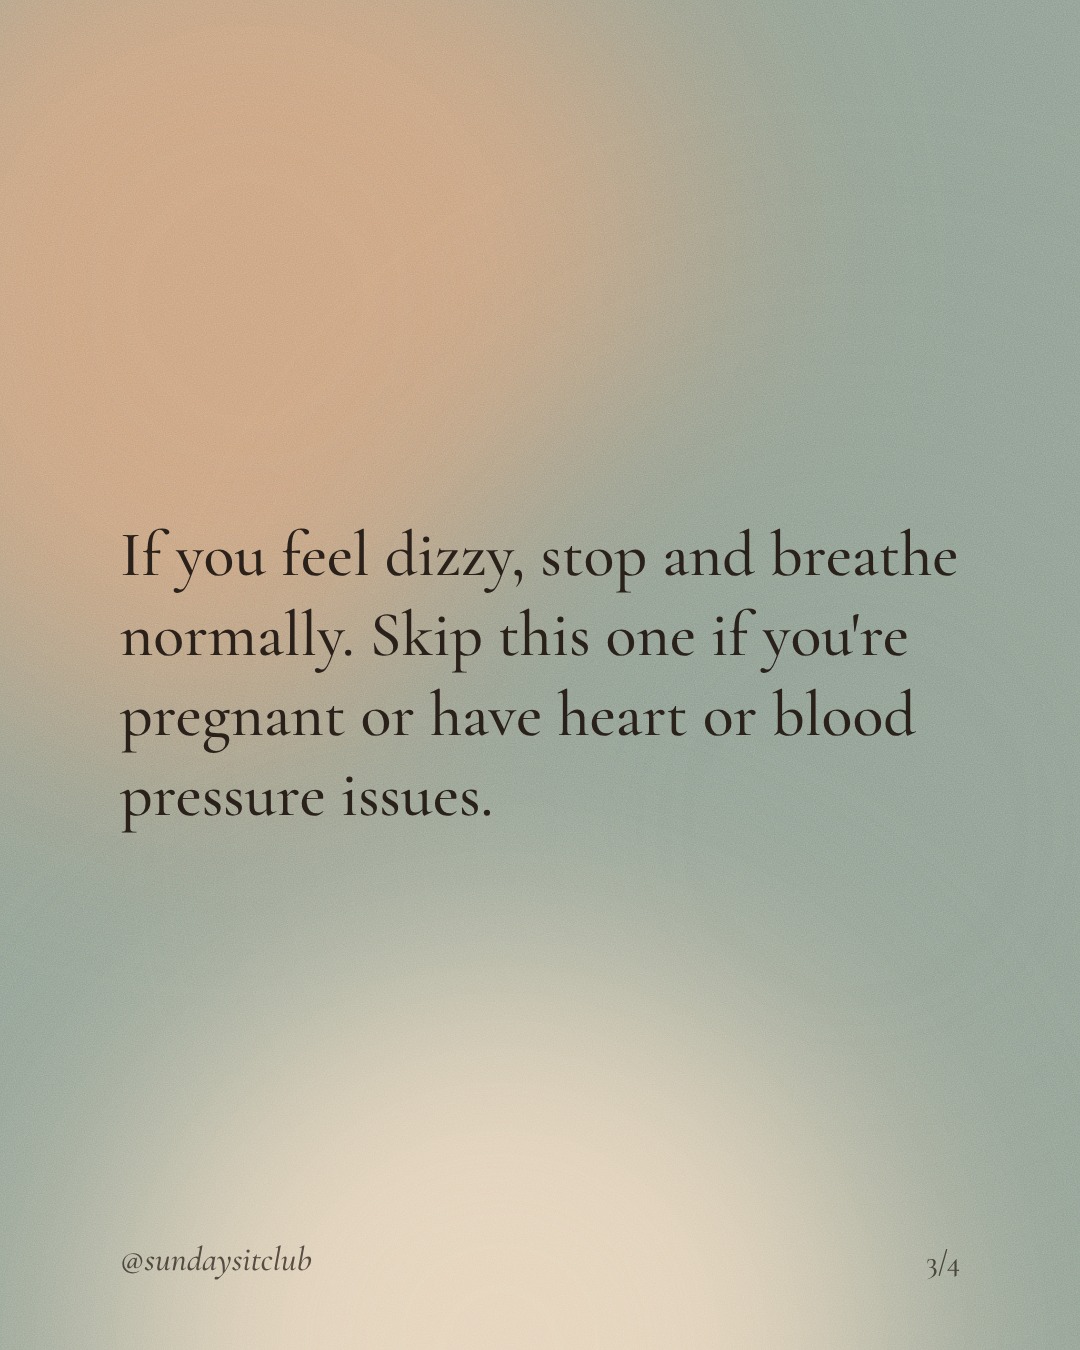 If you feel dizzy, stop and breathe
normally. Skip this one if you're
pregnant or have heart or blood
pressure issues.
@sundaysitclub
3/4